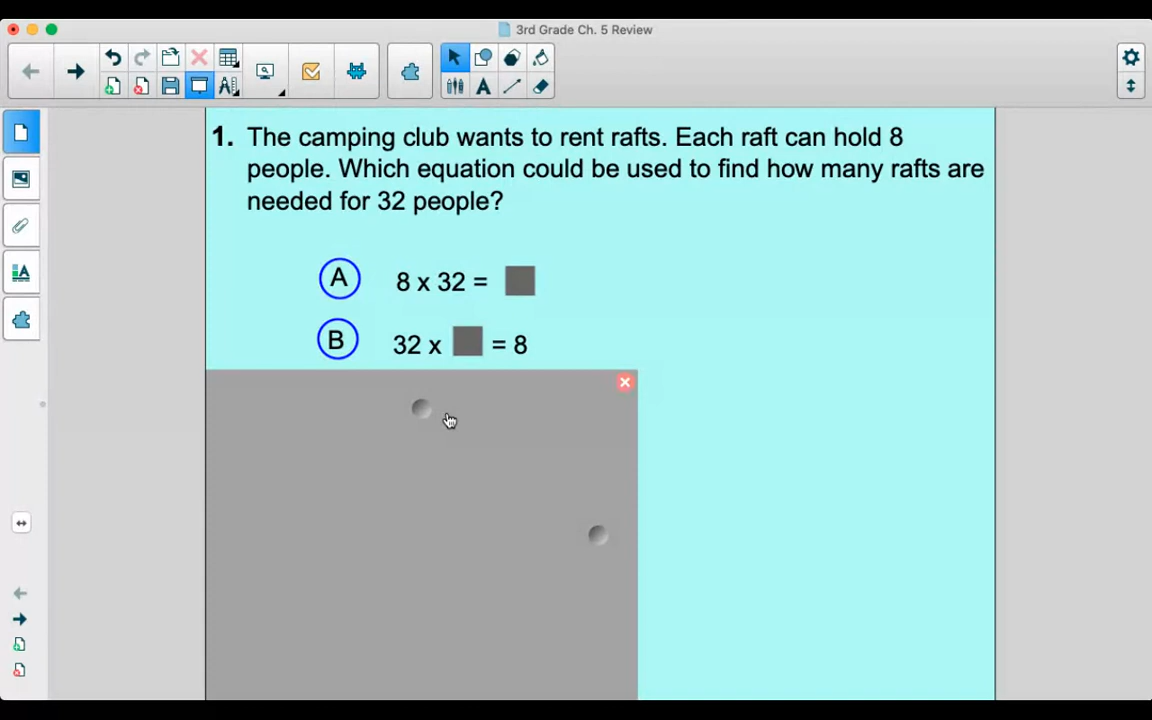 3rd Grade Ch. 5 Review
1. The camping club wants to rent rafts. Each raft can hold 8
people. Which equation could be used to find how many rafts are
needed for 32 people?
A 8 x 32 =
B 32 x = 8